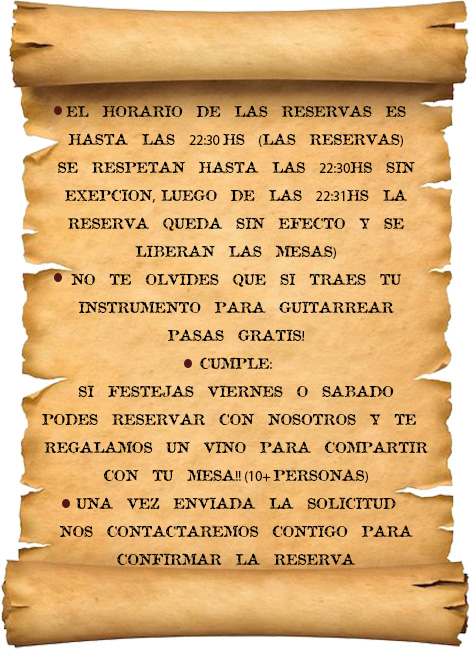 • EL HORARIO DE LAS RESERVAS ES
HASTA LAS 22:30 HS (LAS RESERVAS)
SE RESPETAN HASTA LAS 22:30HS SIN
EXEPCION, LUEGO DE LAS 22:31HS LA
RESERVA QUEDA SIN EFECTO Y SE
LIBERAN LAS MESAS)
• NO TE OLVIDES QUE SI TRAES TU
INSTRUMENTO PARA GUITARREAR
PASAS GRATIS!
• CUMPLE:
SI FESTEJAS VIERNES O SABADO
PODES RESERVAR CON NOSOTROS Y TE
REGALAMOS UN VINO PARA COMPARTIR
CON TU MESA!! (10+ PERSONAS)
• UNA VEZ ENVIADA LA SOLICITUD
NOS CONTACTAREMOS CONTIGO PARA
CONFIRMAR LA RESERVA